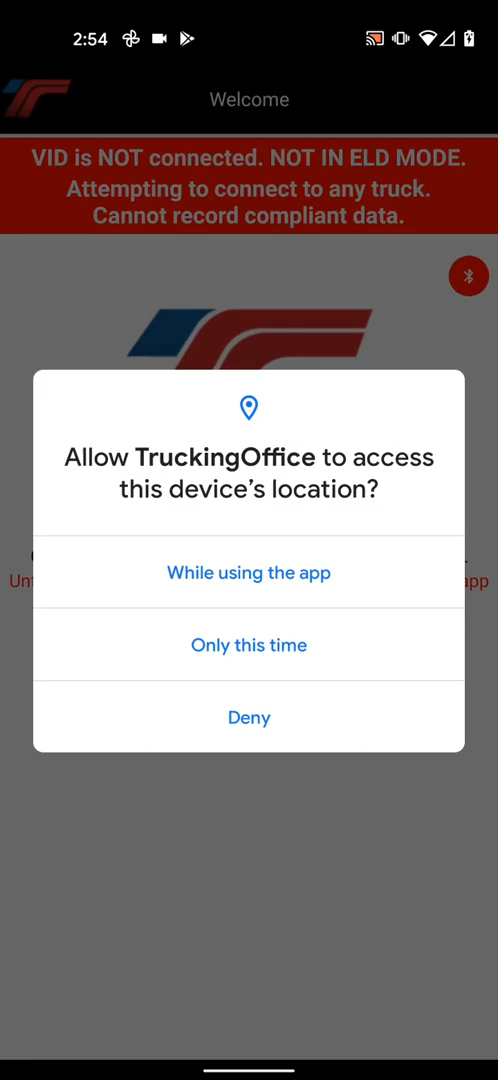 2:54
Welcome
VID is NOT connected. NOT IN ELD MODE.
Attempting to connect to any truck.
Cannot record compliant data.
Allow TruckingOffice to access
this device's location?
While using the app
app
Only this time
Deny